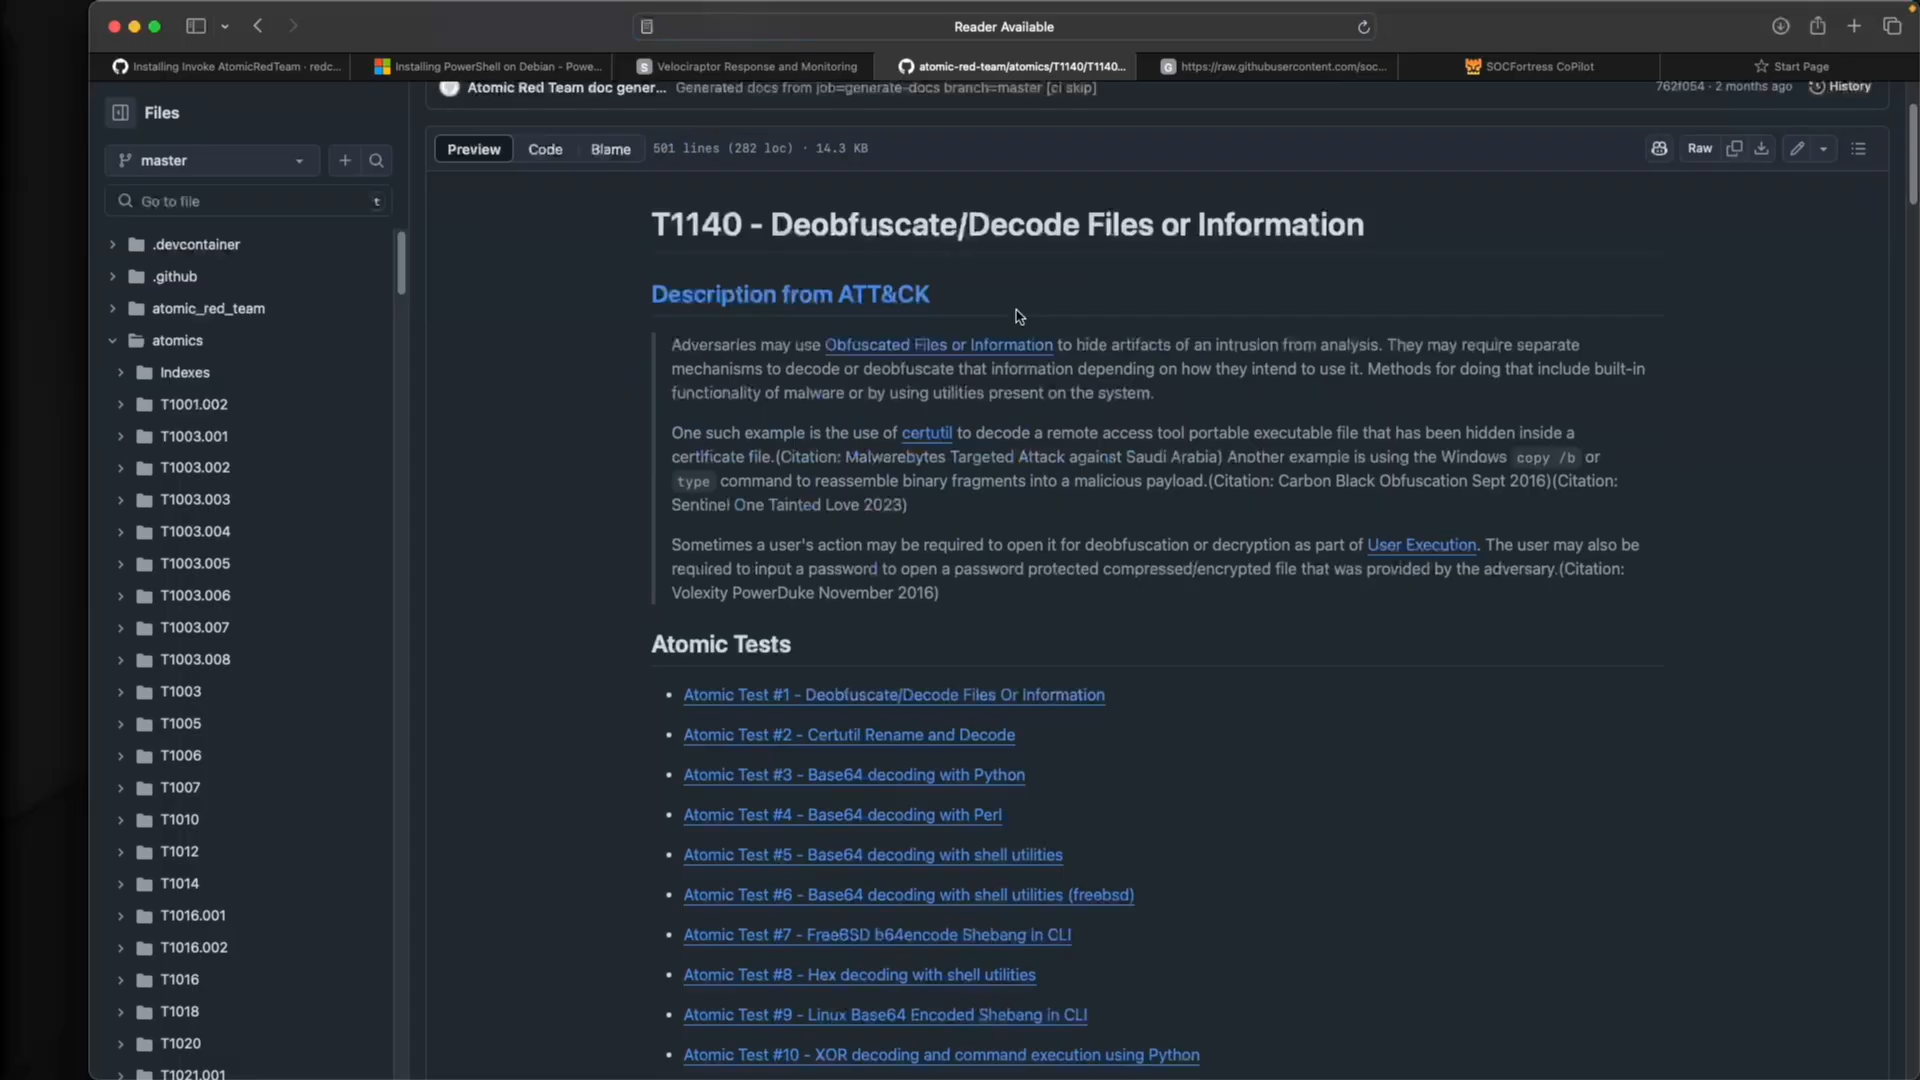 Reader Available
Installing Invoke AtomicRedTeam · redc...
Installing PowerShell on Debian - Powe...
Velociraptor Response and Monitoring
atomic-red-team/atomics/T1140/T1140...
https://raw.githubusercontent.com/soc...
SOCFortress CoPilot
Start Page
Files
master
Go to file
t
.devcontainer
.github
atomic_red_team
atomics
Indexes
T1001.002
T1003.001
T1003.002
T1003.003
T1003.004
T1003.005
T1003.006
T1003.007
T1003.008
T1003
T1005
T1006
T1007
T1010
T1012
T1014
T1016.001
T1016.002
T1016
T1018
T1020
T1021.001
Atomic Red Team doc gener... Generated docs from job=generate-docs branch=master [ci skip]
762f054 · 2 months ago
History
Preview
Code
Blame
501 lines (282 loc) · 14.3 KB
Raw
T1140 - Deobfuscate/Decode Files or Information
Description from ATT&CK
Adversaries may use Obfuscated Files or Information to hide artifacts of an intrusion from analysis. They may require separate
mechanisms to decode or deobfuscate that information depending on how they intend to use it. Methods for doing that include built-in
functionality of malware or by using utilities present on the system.
One such example is the use of certutil to decode a remote access tool portable executable file that has been hidden inside a
certificate file.(Citation: Malwarebytes Targeted Attack against Saudi Arabia) Another example is using the Windows copy /b or
type command to reassemble binary fragments into a malicious payload.(Citation: Carbon Black Obfuscation Sept 2016)(Citation:
Sentinel One Tainted Love 2023)
Sometimes a user's action may be required to open it for deobfuscation or decryption as part of User Execution. The user may also be
required to input a password to open a password protected compressed/encrypted file that was provided by the adversary.(Citation:
Volexity PowerDuke November 2016)
Atomic Tests
• Atomic Test #1 - Deobfuscate/Decode Files Or Information
• Atomic Test #2 - Certutil Rename and Decode
• Atomic Test #3 - Base64 decoding with Python
• Atomic Test #4 - Base64 decoding with Perl
• Atomic Test #5 - Base64 decoding with shell utilities
• Atomic Test #6 - Base64 decoding with shell utilities (freebsd)
• Atomic Test #7 - FreeBSD b64encode Shebang in CLI
• Atomic Test #8 - Hex decoding with shell utilities
• Atomic Test #9 - Linux Base64 Encoded Shebang in CLI
• Atomic Test #10 - XOR decoding and command execution using Python